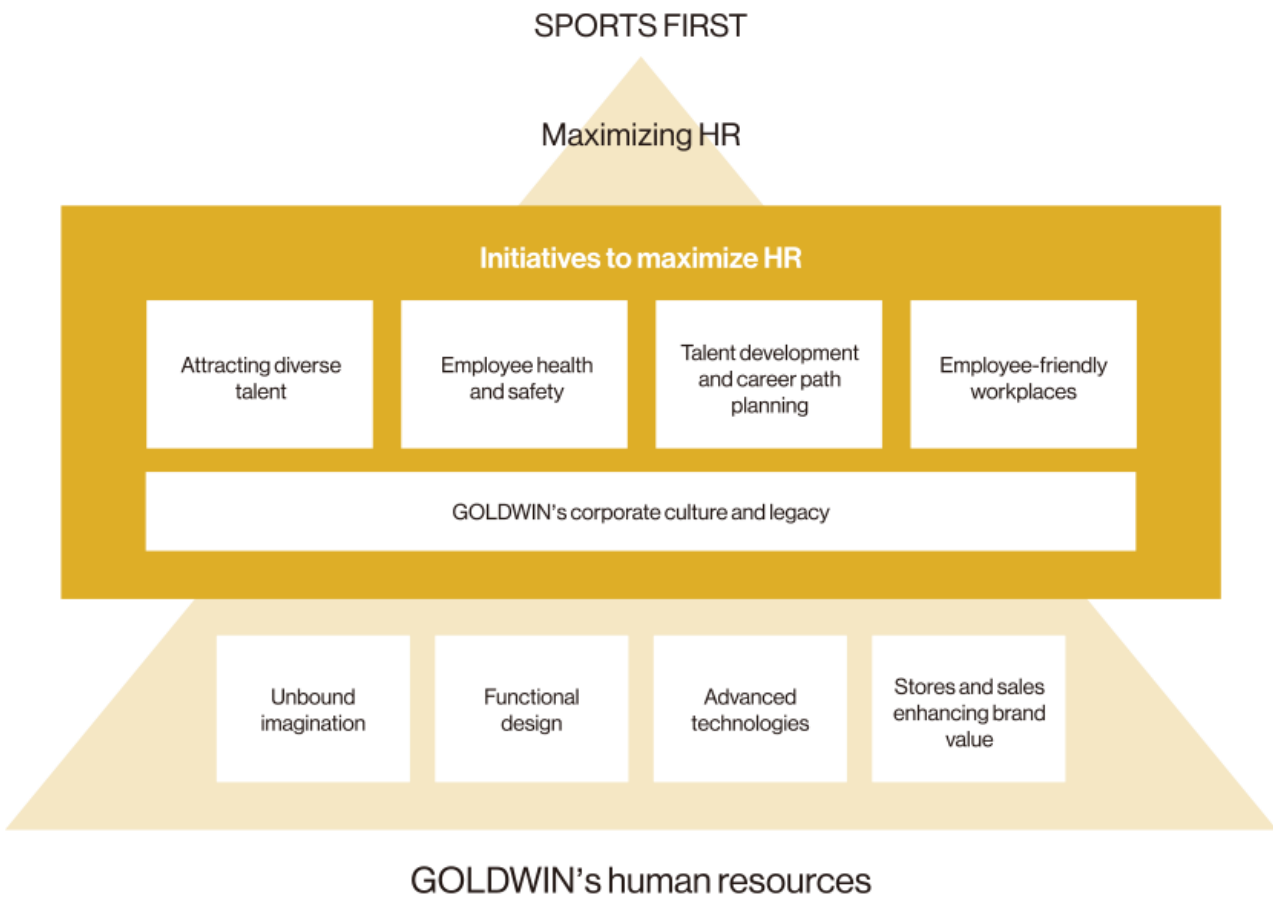 SPORTS FIRST
Maximizing HR
Initiatives to maximize HR
Attracting diverse
talent
Employee health
and safety
Talent development
and career path
planning
Employee-friendly
workplaces
GOLDWIN's corporate culture and legacy
Unbound
imagination
Functional
design
Advanced
technologies
Stores and sales
enhancing brand
value
GOLDWIN's human resources